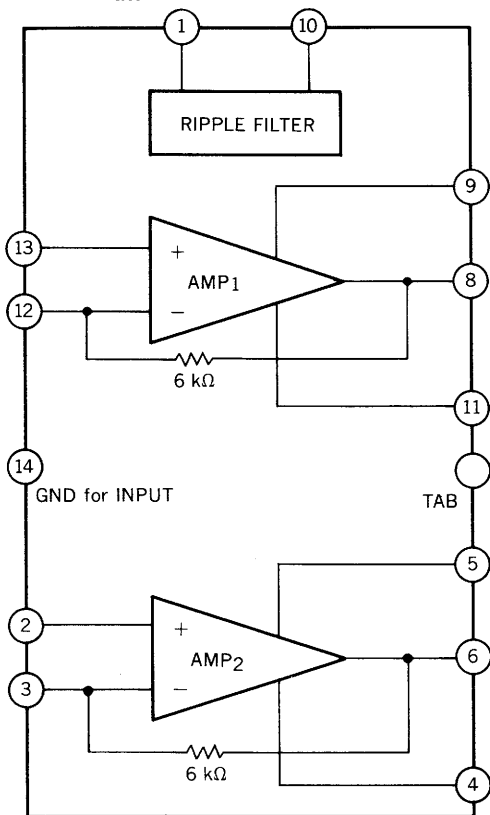 1
10
RIPPLE FILTER
9
13
+
AMP1
8
12
−
6 kΩ
11
14
GND for INPUT
TAB
5
2
+
AMP2
6
3
−
6 kΩ
4